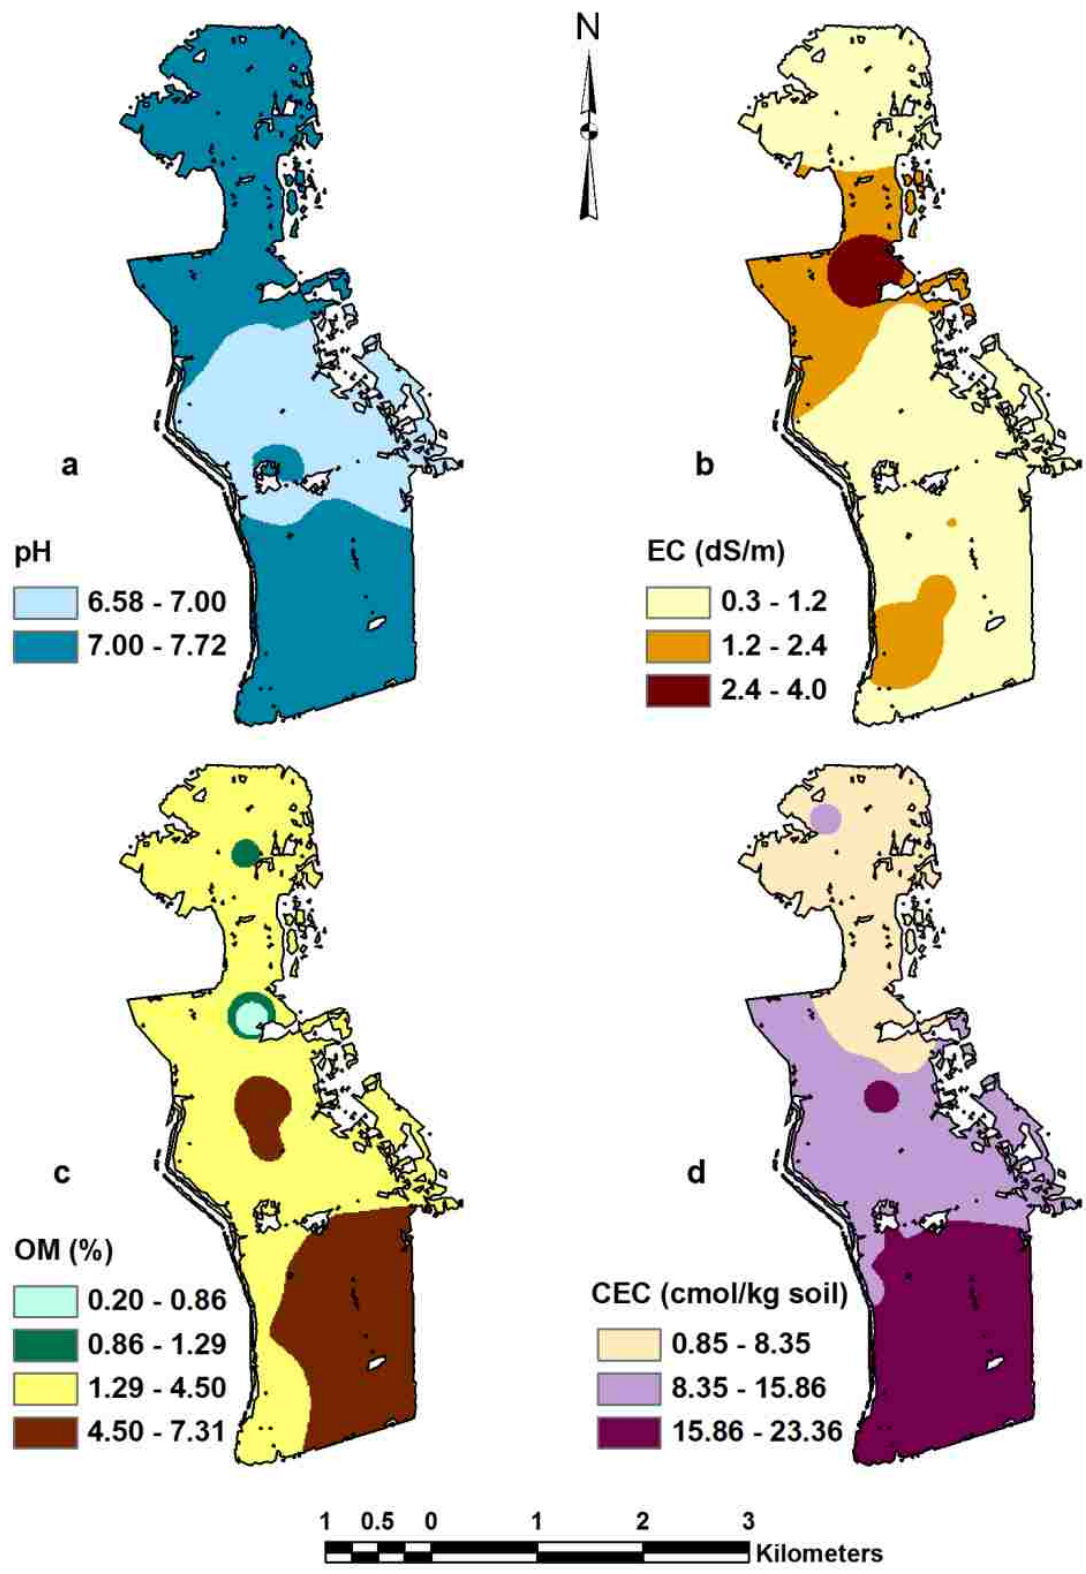 N
a
pH
6.58 - 7.00
7.00 - 7.72
b
EC (dS/m)
0.3 - 1.2
1.2 - 2.4
2.4 - 4.0
c
OM (%)
0.20 - 0.86
0.86 - 1.29
1.29 - 4.50
4.50 - 7.31
d
CEC (cmol/kg soil)
0.85 - 8.35
8.35 - 15.86
15.86 - 23.36
1 0.5 0 1 2 3
Kilometers